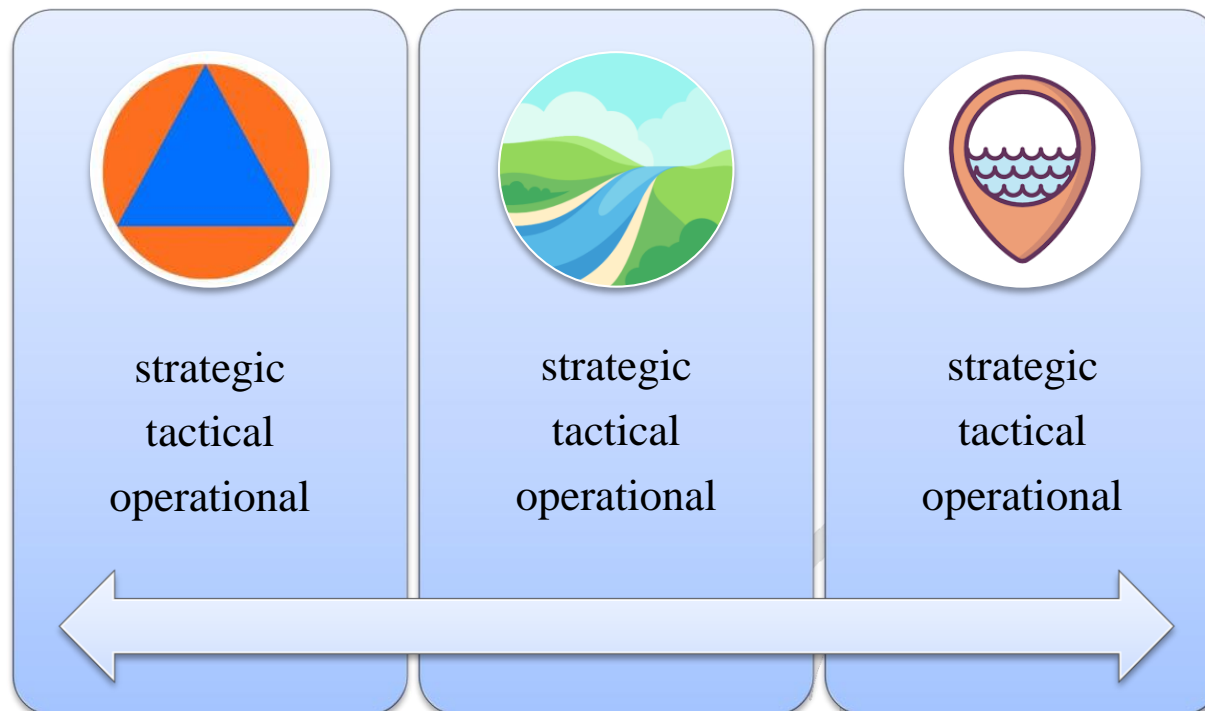 strategic
tactical
operational
strategic
tactical
operational
strategic
tactical
operational